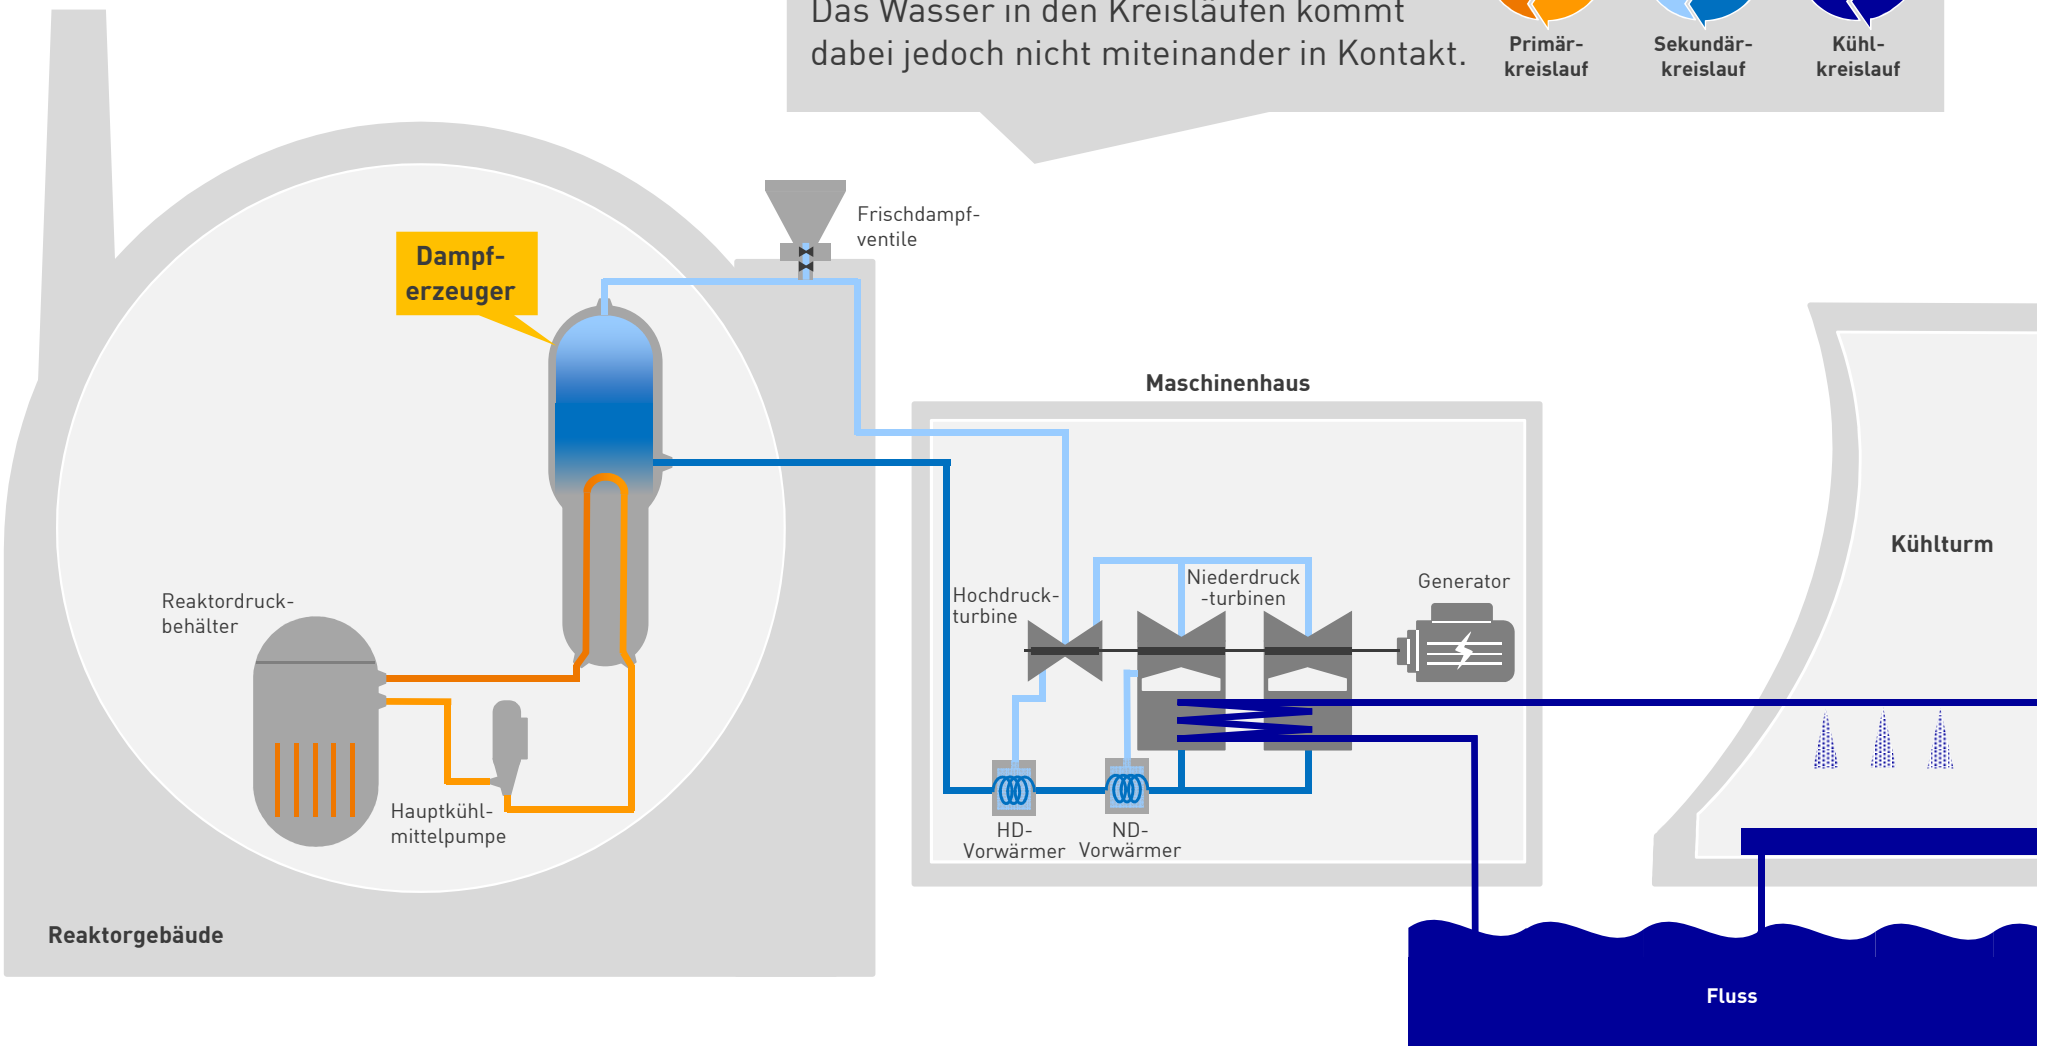 Das Wasser in den Kreisläufen kommt
dabei jedoch nicht miteinander in Kontakt.
Primär-
kreislauf
Sekundär-
kreislauf
Kühl-
kreislauf
Frischdampf-
ventile
Dampf-
erzeuger
Maschinenhaus
Kühlturm
Reaktordruck-
behälter
Hochdruck-
turbine
Niederdruck
-turbinen
Generator
Hauptkühl-
mittelpumpe
HD-
Vorwärmer
ND-
Vorwärmer
Reaktorgebäude
Fluss